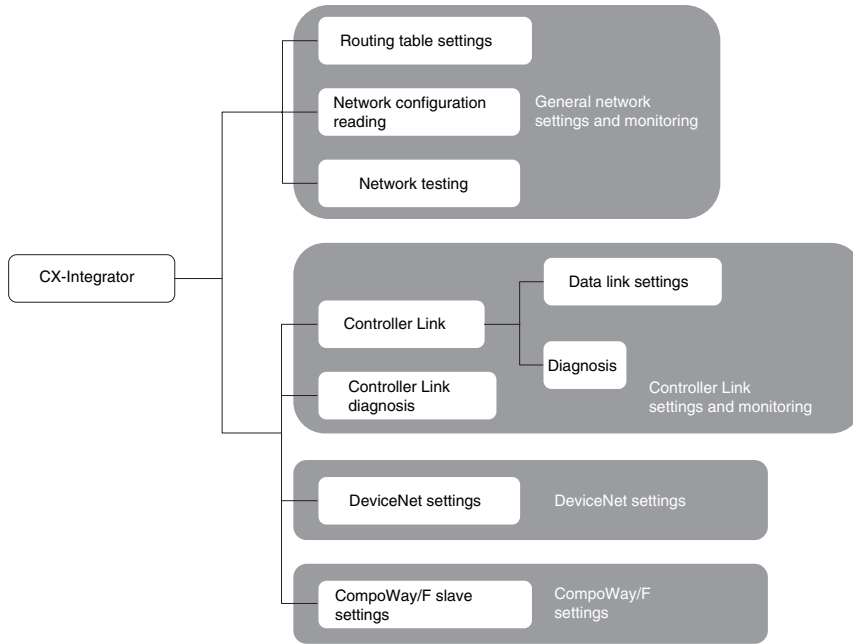 Routing table settings
Network configuration
reading
General network
settings and monitoring
Network testing
CX-Integrator
Data link settings
Controller Link
Diagnosis
Controller Link
diagnosis
Controller Link
settings and monitoring
DeviceNet settings
DeviceNet settings
CompoWay/F slave
settings
CompoWay/F
settings